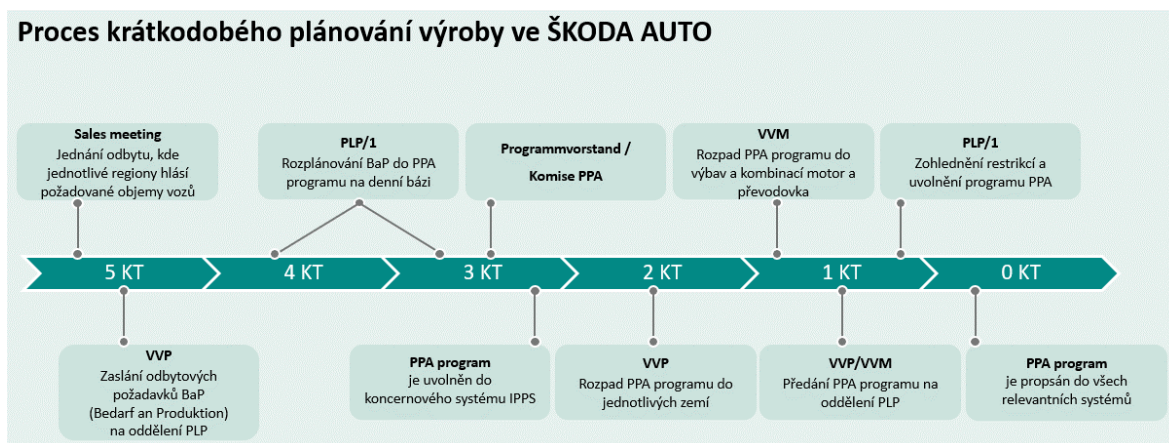 Proces krátkodobého plánování výroby ve ŠKODA AUTO
Sales meeting
Jednání odbytu, kde
jednotlivé regiony hlásí
požadované objemy vozů
PLP/1
Rozplánování BaP do PPA
programu na denní bázi
Programmvorstand /
Komise PPA
VVM
Rozpad PPA programu do
výbav a kombinací motor a
převodovka
PLP/1
Zohlednění restrikcí a
uvolnění programu PPA
5 KT
4 KT
3 KT
2 KT
1 KT
0 KT
VVP
Zaslání odbytových
požadavků BaP
(Bedarf an Produktion)
na oddělení PLP
PPA program
je uvolněn do
koncernového systému IPPS
VVP
Rozpad PPA programu do
jednotlivých zemí
VVP/VVM
Předání PPA programu na
oddělení PLP
PPA program
je propsán do všech
relevantních systémů